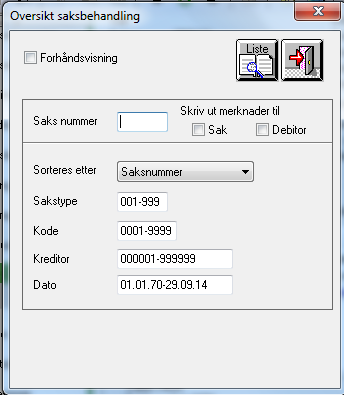 Oversikt saksbehandling
Forhåndsvisning
Liste
Skriv ut merknader til
Saks nummer
Sak
Debitor
Sorteres etter
Saksnummer
Sakstype
001-999
Kode
0001-9999
Kreditor
000001-999999
Dato
01.01.70-29.09.14